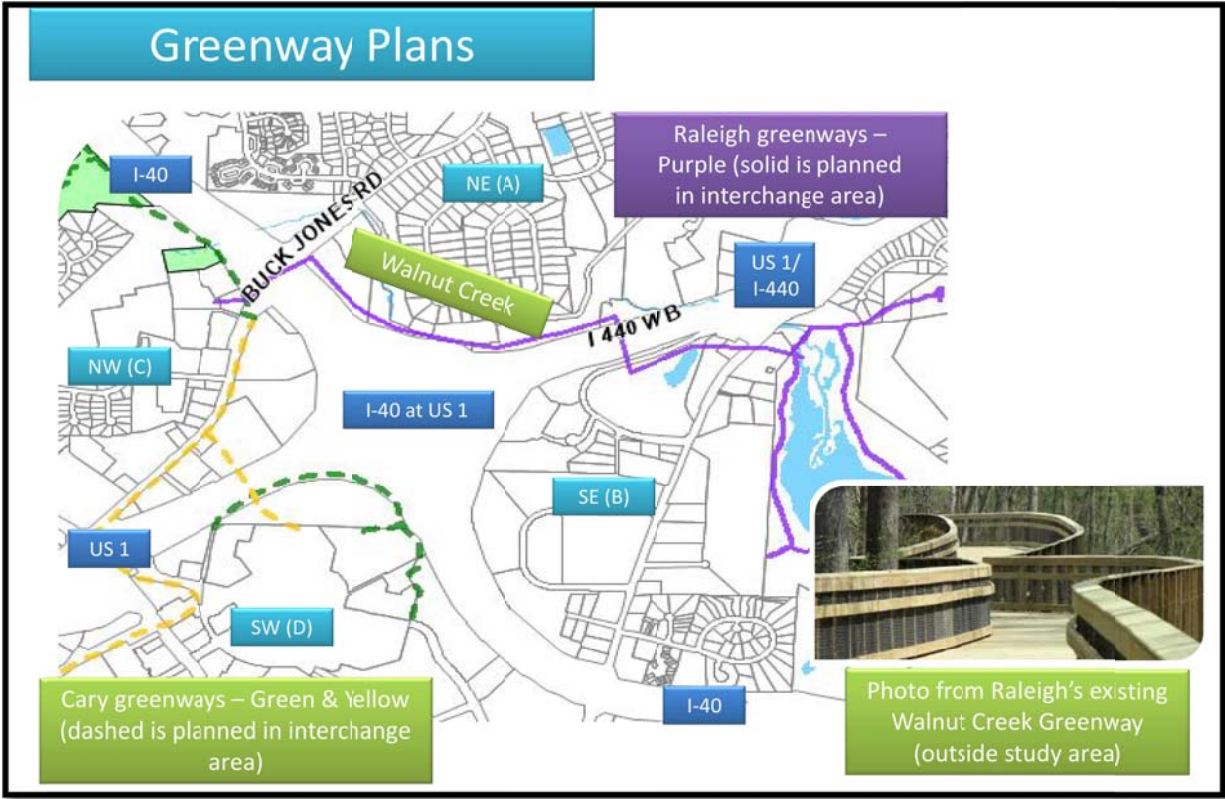 Greenway Plans
I-40
BUCK JONES RD
NE (A)
Raleigh greenways –
Purple (solid is planned
in interchange area)
Walnut Creek
US 1/
I-440
I 440 WB
NW (C)
I-40 at US 1
SE (B)
US 1
SW (D)
I-40
Cary greenways – Green & Yellow
(dashed is planned in interchange
area)
Photo from Raleigh's existing
Walnut Creek Greenway
(outside study area)